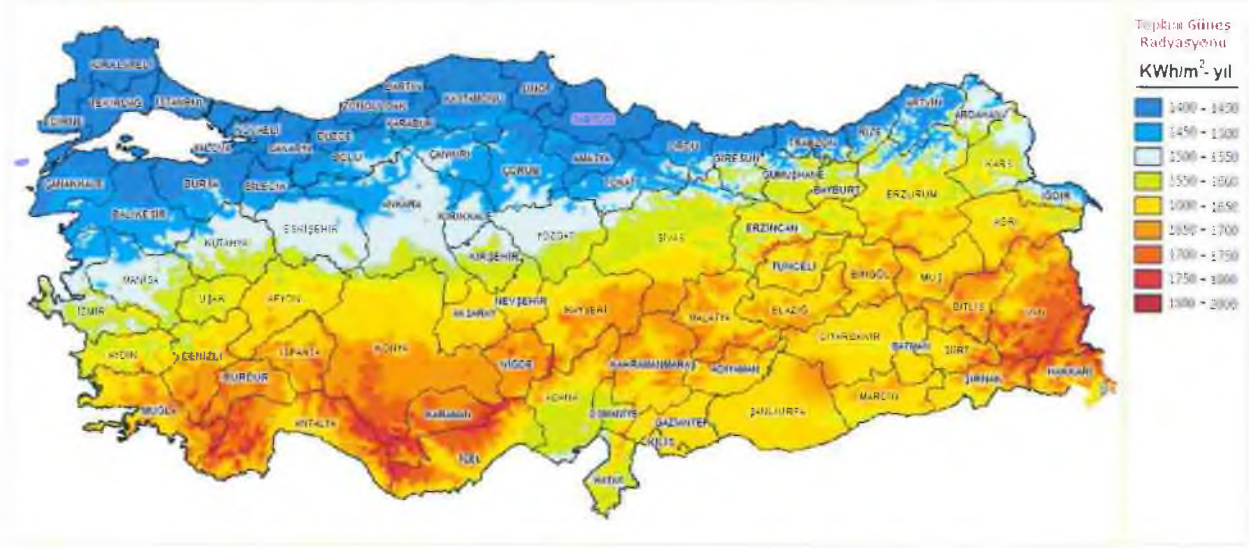 Toplam Güneş
Radyasyonu
KWh/m²- yıl
1400 - 1450
1450 - 1500
1500 - 1550
1550 - 1600
1600 - 1650
1650 - 1700
1700 - 1750
1750 - 1800
1800 - 2000
KIRKLARELİ
TEKİRDAĞ
İSTANBUL
EDİRNE
KOCAELİ
YALOVA
SAKARYA
DÜZCE
BOLU
ZONGULDAK
BARTIN
KARABÜK
KASTAMONU
SİNOP
SAMSUN
ÇANKIRI
ÇORUM
AMASYA
TOKAT
ORDU
GİRESUN
TRABZON
RİZE
ARTVİN
ARDAHAN
GÜMÜŞHANE
BAYBURT
ERZURUM
KARS
IĞDIR
AĞRI
ÇANAKKALE
BURSA
BİLECİK
BALIKESİR
KÜTAHYA
ESKİŞEHİR
ANKARA
KIRIKKALE
KIRŞEHİR
YOZGAT
SİVAS
ERZİNCAN
TUNCELİ
BİNGÖL
MUŞ
BİTLİS
VAN
MANİSA
İZMİR
UŞAK
AFYON
AKSARAY
NEVŞEHİR
KAYSERİ
MALATYA
ELAZIĞ
DİYARBAKIR
BATMAN
SİİRT
ŞIRNAK
HAKKARİ
AYDIN
DENİZLİ
ISPARTA
BURDUR
KONYA
NİĞDE
KAHRAMANMARAŞ
ADIYAMAN
MARDİN
ŞANLIURFA
MUĞLA
ANTALYA
KARAMAN
İÇEL
ADANA
OSMANİYE
GAZİANTEP
KİLİS
HATAY